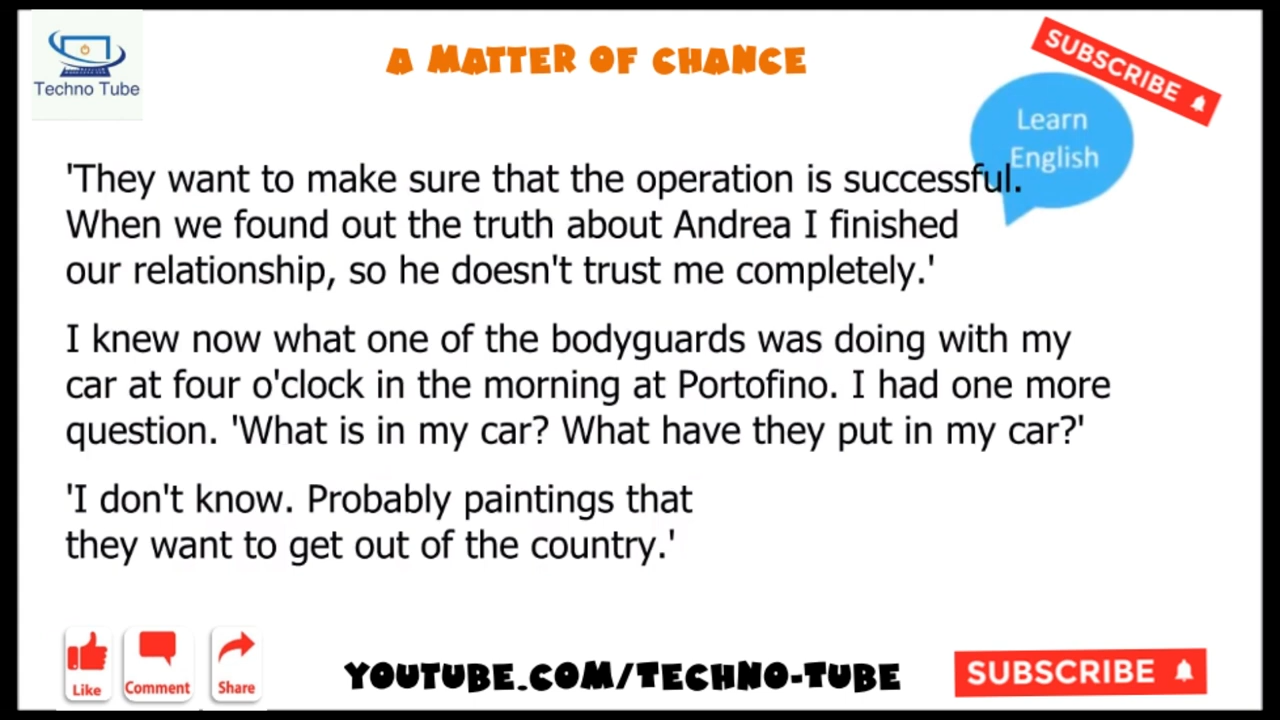 Techno Tube
A MATTER OF CHANCE
SUBSCRIBE
Learn
English
'They want to make sure that the operation is successful.
When we found out the truth about Andrea I finished
our relationship, so he doesn't trust me completely.'
I knew now what one of the bodyguards was doing with my
car at four o'clock in the morning at Portofino. I had one more
question. 'What is in my car? What have they put in my car?'
'I don't know. Probably paintings that
they want to get out of the country.'
Like
Comment
Share
YOUTUBE.COM/TECHNO-TUBE
SUBSCRIBE